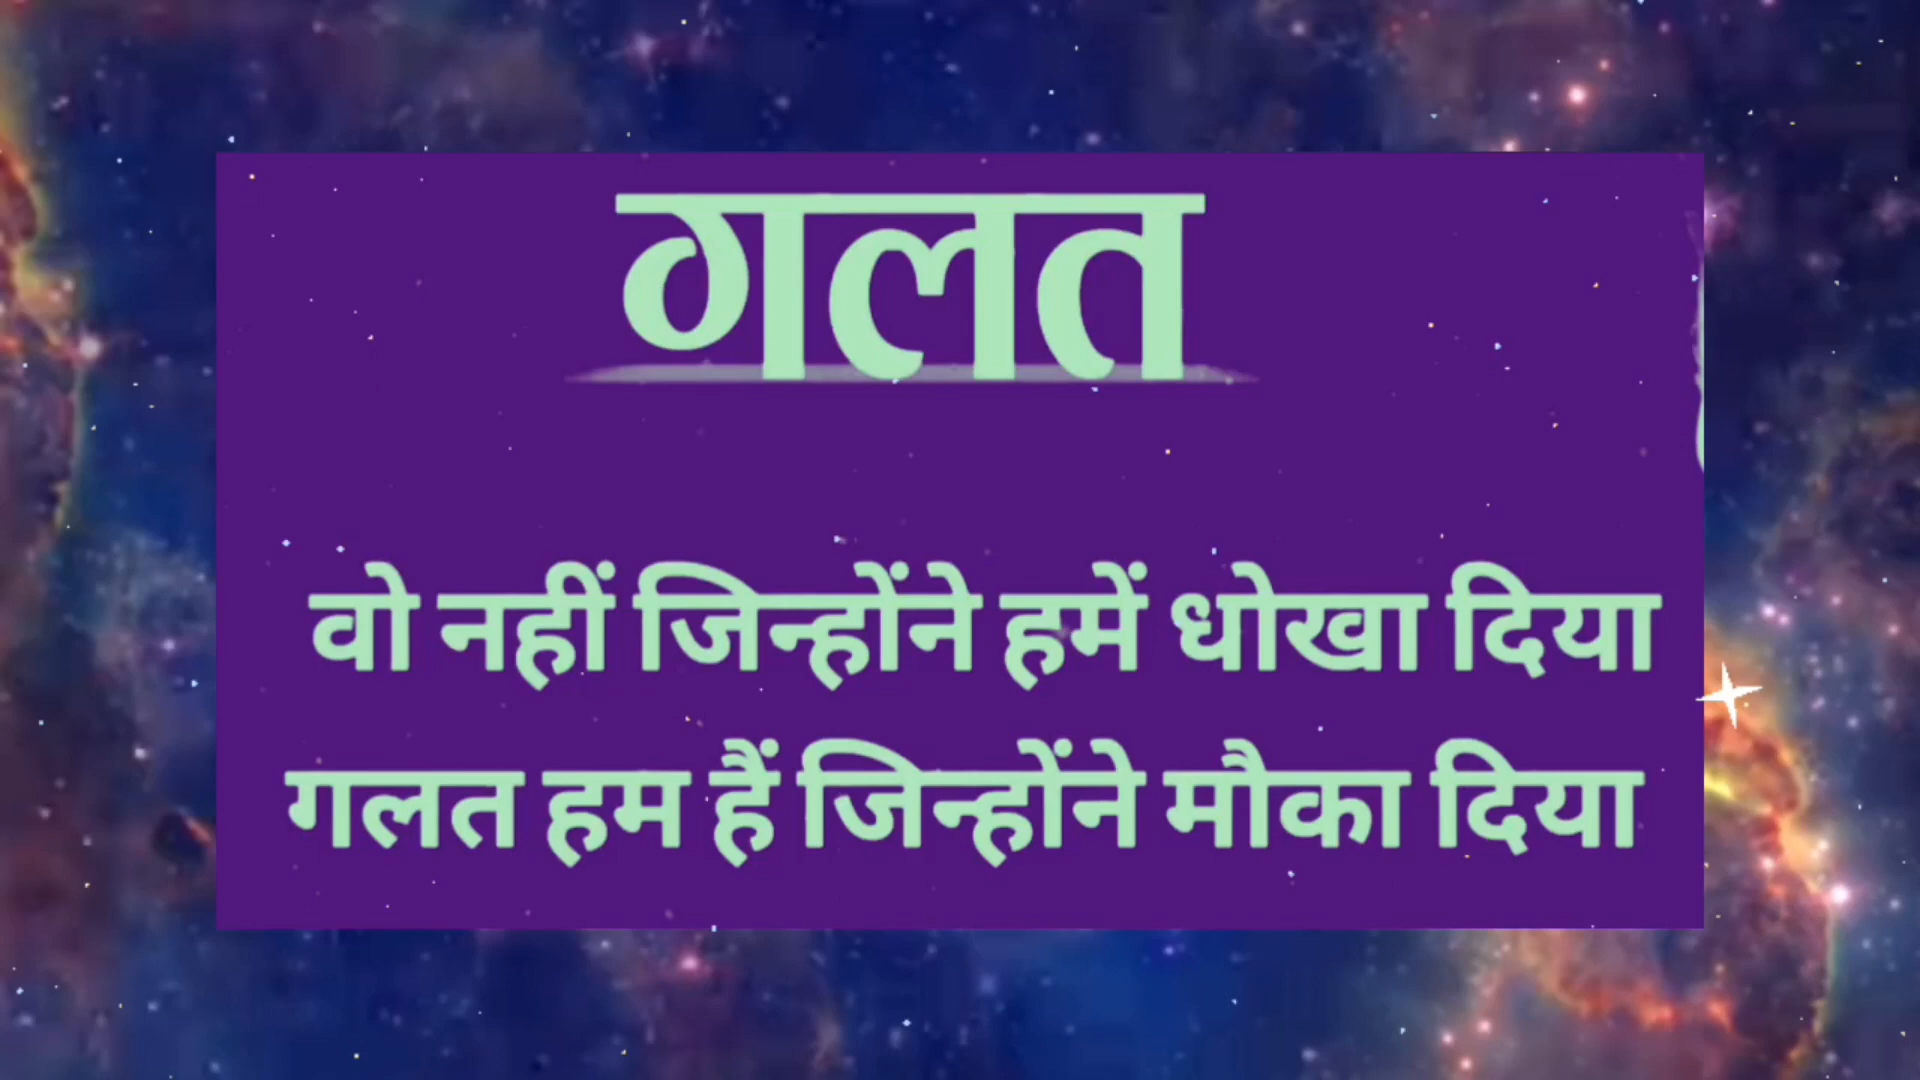 गलत
वो नहीं जिन्होंने हमें धोखा दिया
गलत हम हैं जिन्होंने मौका दिया